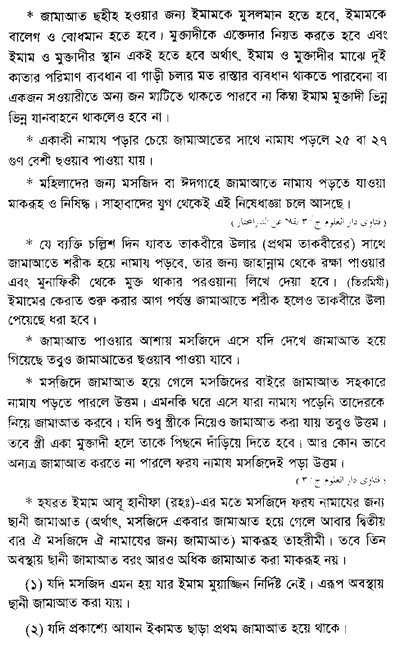 * জামাআত ছহীহ হওয়ার জন্য ইমামকে মুসলমান হতে হবে, ইমামকে
বালেগ ও বোধমান হতে হবে। মুক্তাদীকে এক্তেদার নিয়ত করতে হবে এবং
ইমাম ও মুক্তাদীর স্থান একই হতে হবে অর্থাৎ, ইমাম ও মুক্তাদীর মাঝে দুই
কাতার পরিমাণ ব্যবধান বা গাড়ী চলার মত রাস্তার ব্যবধান থাকতে পারবেনা বা
একজন সওয়ারীতে অন্য জন মাটিতে থাকতে পারবে না কিম্বা ইমাম মুক্তাদী ভিন্ন
ভিন্ন যানবাহনে থাকলেও হবে না।
* একাকী নামায পড়ার চেয়ে জামাআতের সাথে নামায পড়লে ২৫ বা ২৭
গুণ বেশী ছওয়াব পাওয়া যায়।
* মহিলাদের জন্য মসজিদ বা ঈদগাহে জামাআতে নামায পড়তে যাওয়া
মাকরূহ ও নিষিদ্ধ। সাহাবাদের যুগ থেকেই এই নিষেধাজ্ঞা চলে আসছে।
(فتاوی دار العلوم ج/ ۳ نقلا عن الدر المختار)
* যে ব্যক্তি চল্লিশ দিন যাবত তাকবীরে উলার (প্রথম তাকবীরের) সাথে
জামাআতে শরীক হয়ে নামায পড়বে, তার জন্য জাহান্নাম থেকে রক্ষা পাওয়ার
এবং মুনাফিকী থেকে মুক্ত থাকার পরওয়ানা লিখে দেয়া হবে। (তিরমিযী)
ইমামের কেরাত শুরু করার আগ পর্যন্ত জামাআতে শরীক হলেও তাকবীরে উলা
পেয়েছে ধরা হবে।
* জামাআত পাওয়ার আশায় মসজিদে এসে যদি দেখে জামাআত হয়ে
গিয়েছে তবুও জামাআতের ছওয়াব পাওয়া যাবে।
* মসজিদে জামাআত হয়ে গেলে মসজিদের বাইরে জামাআত সহকারে
নামায পড়তে পারলে উত্তম। এমনকি ঘরে এসে যারা নামায পড়েনি তাদেরকে
নিয়ে জামাআত করবে। যদি শুধু স্ত্রীকে নিয়েও জামাআত করা যায় তবুও উত্তম।
তবে স্ত্রী একা মুক্তাদী হলে তাকে পিছনে দাঁড়িয়ে দিতে হবে। আর কোন ভাবে
অন্যত্র জামাআত করতে না পারলে ফরয নামায মসজিদেই পড়া উত্তম।
(فتاوی دار العلوم ج/ ۳)
* হযরত ইমাম আবূ হানীফা (রহঃ)-এর মতে মসজিদে ফরয নামাযের জন্য
ছানী জামাআত (অর্থাৎ, মসজিদে একবার জামাআত হয়ে গেলে আবার দ্বিতীয়
বার ঐ মসজিদে ঐ নামাযের জন্য জামাআত) মাকরূহ তাহরীমী। তবে তিন
অবস্থায় ছানী জামাআত বরং আরও অধিক জামাআত করা মাকরূহ নয়।
(১) যদি মসজিদ এমন হয় যার ইমাম মুয়াজ্জিন নির্দিষ্ট নেই। এরূপ অবস্থায়
ছানী জামাআত করা যায়।
(২) যদি প্রকাশ্যে আযান ইকামত ছাড়া প্রথম জামাআত হয়ে থাকে।